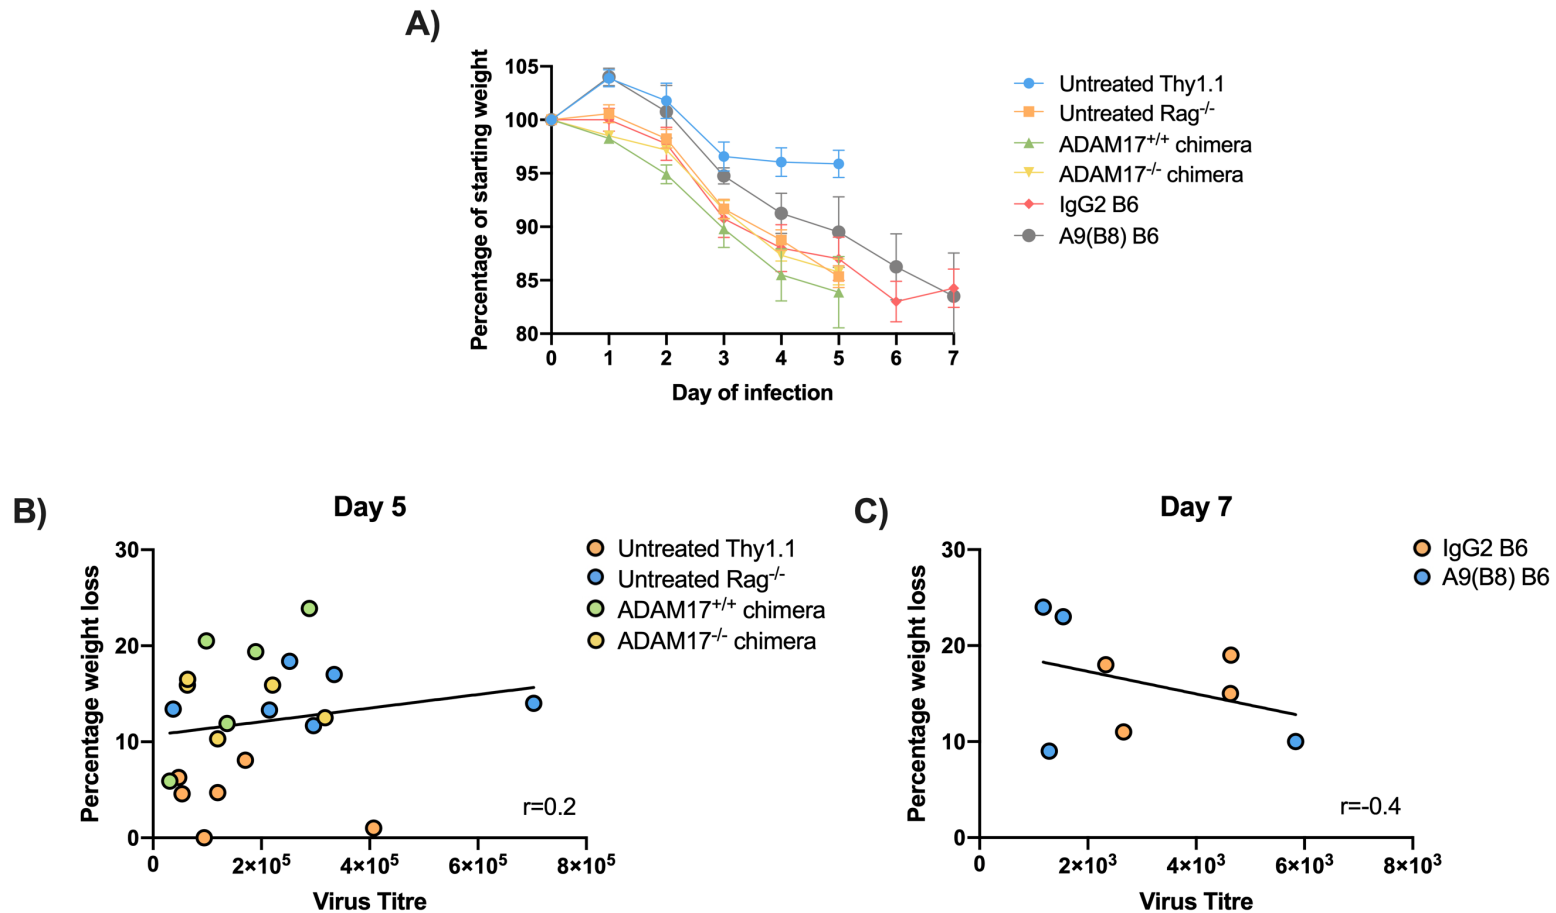 A)
Percentage of starting weight
105
100
95
90
85
80
0 1 2 3 4 5 6 7
Day of infection
Untreated Thy1.1
Untreated Rag-/-
ADAM17+/+ chimera
ADAM17-/- chimera
IgG2 B6
A9(B8) B6
B)
Day 5
Percentage weight loss
30
20
10
0
0 2×10⁵ 4×10⁵ 6×10⁵ 8×10⁵
Virus Titre
r=0.2
Untreated Thy1.1
Untreated Rag-/-
ADAM17+/+ chimera
ADAM17-/- chimera
C)
Day 7
Percentage weight loss
30
20
10
0
0 2×10³ 4×10³ 6×10³ 8×10³
Virus Titre
r=-0.4
IgG2 B6
A9(B8) B6